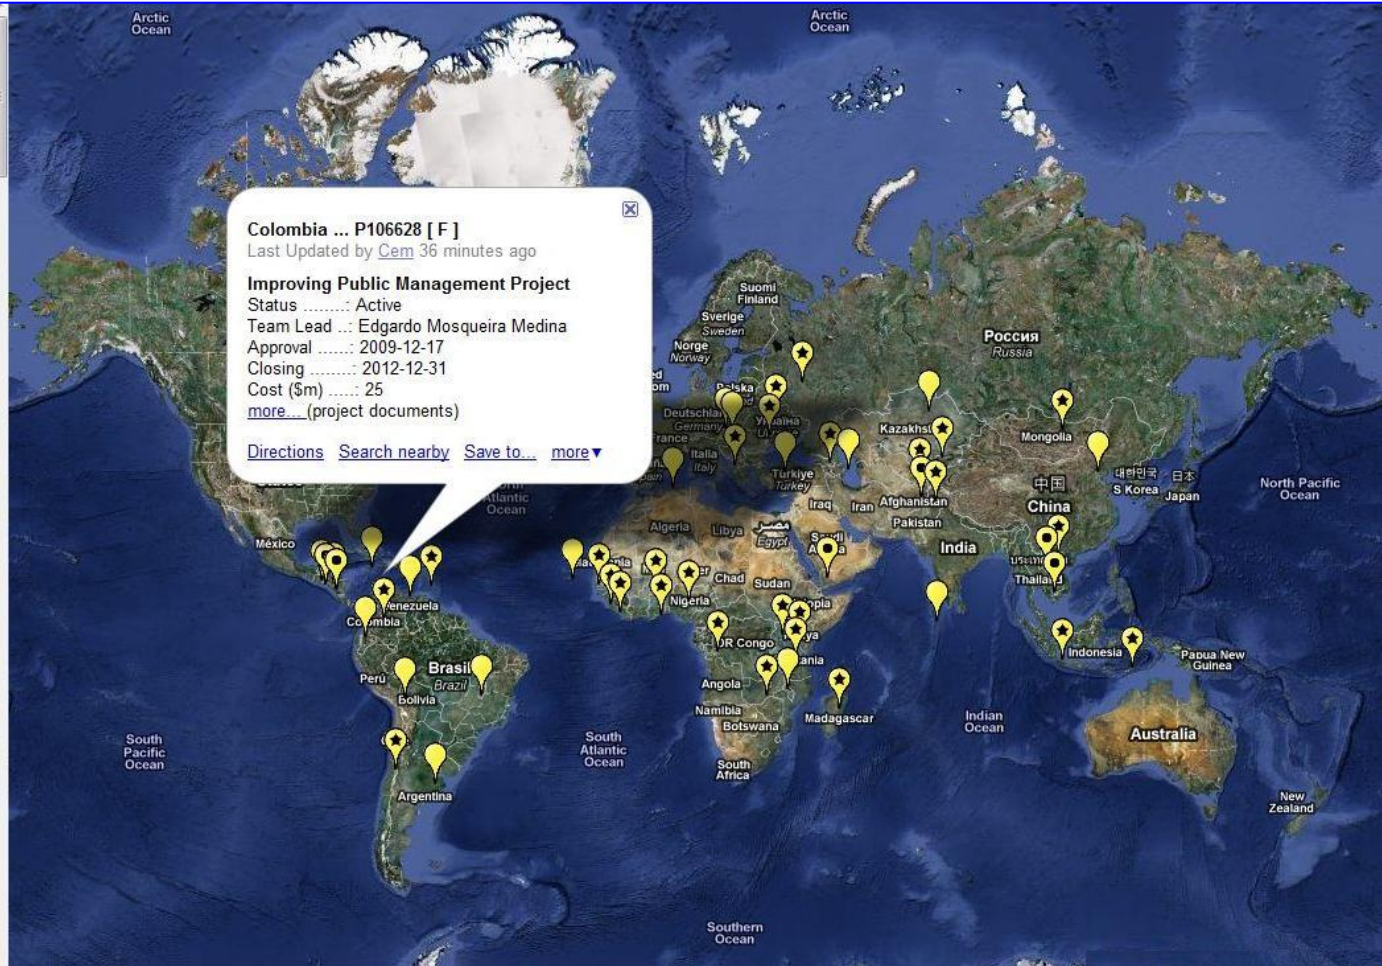 Arctic
Ocean
Arctic
Ocean
Colombia ... P106628 [ F ]
Last Updated by Cem 36 minutes ago
Improving Public Management Project
Status ........: Active
Team Lead ..: Edgardo Mosqueira Medina
Approval ......: 2009-12-17
Closing ........: 2012-12-31
Cost ($m) .....: 25
more... (project documents)
Directions Search nearby Save to... more▼
Suomi
Finland
Sverige
Sweden
Norge
Norway
Россия
Russia
Polska
Deutschlan
Germany
France
Italia
Italy
Türkiye
Turkey
Kazakhst
Mongolia
대한민국
S Korea
日本
Japan
中国
China
North Pacific
Ocean
Atlantic
Ocean
Iraq
Iran
Afghanistan
Pakistan
India
Algeria
Libya
مصر
Egypt
México
Chad
Sudan
Nigeria
Thailand
Venezuela
Colombia
DR Congo
Indonesia
Papua New
Guinea
Perú
Brasil
Brazil
Bolivia
Angola
Namibia
Botswana
Madagascar
South
Africa
Indian
Ocean
Australia
South
Pacific
Ocean
South
Atlantic
Ocean
Argentina
New
Zealand
Southern
Ocean